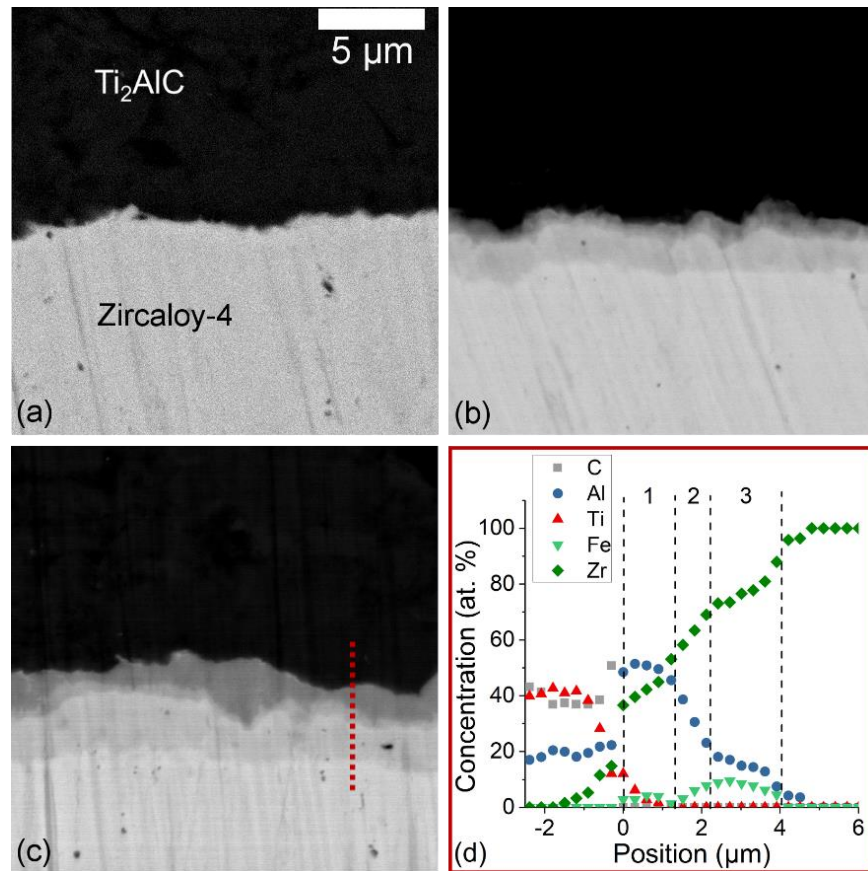 5 µm
Ti₂AlC
Zircaloy-4
(a)
(b)
(c)
C
Al
Ti
Fe
Zr
1
2
3
100
80
60
40
20
0
Concentration (at. %)
-2
0
2
4
6
Position (µm)
(d)